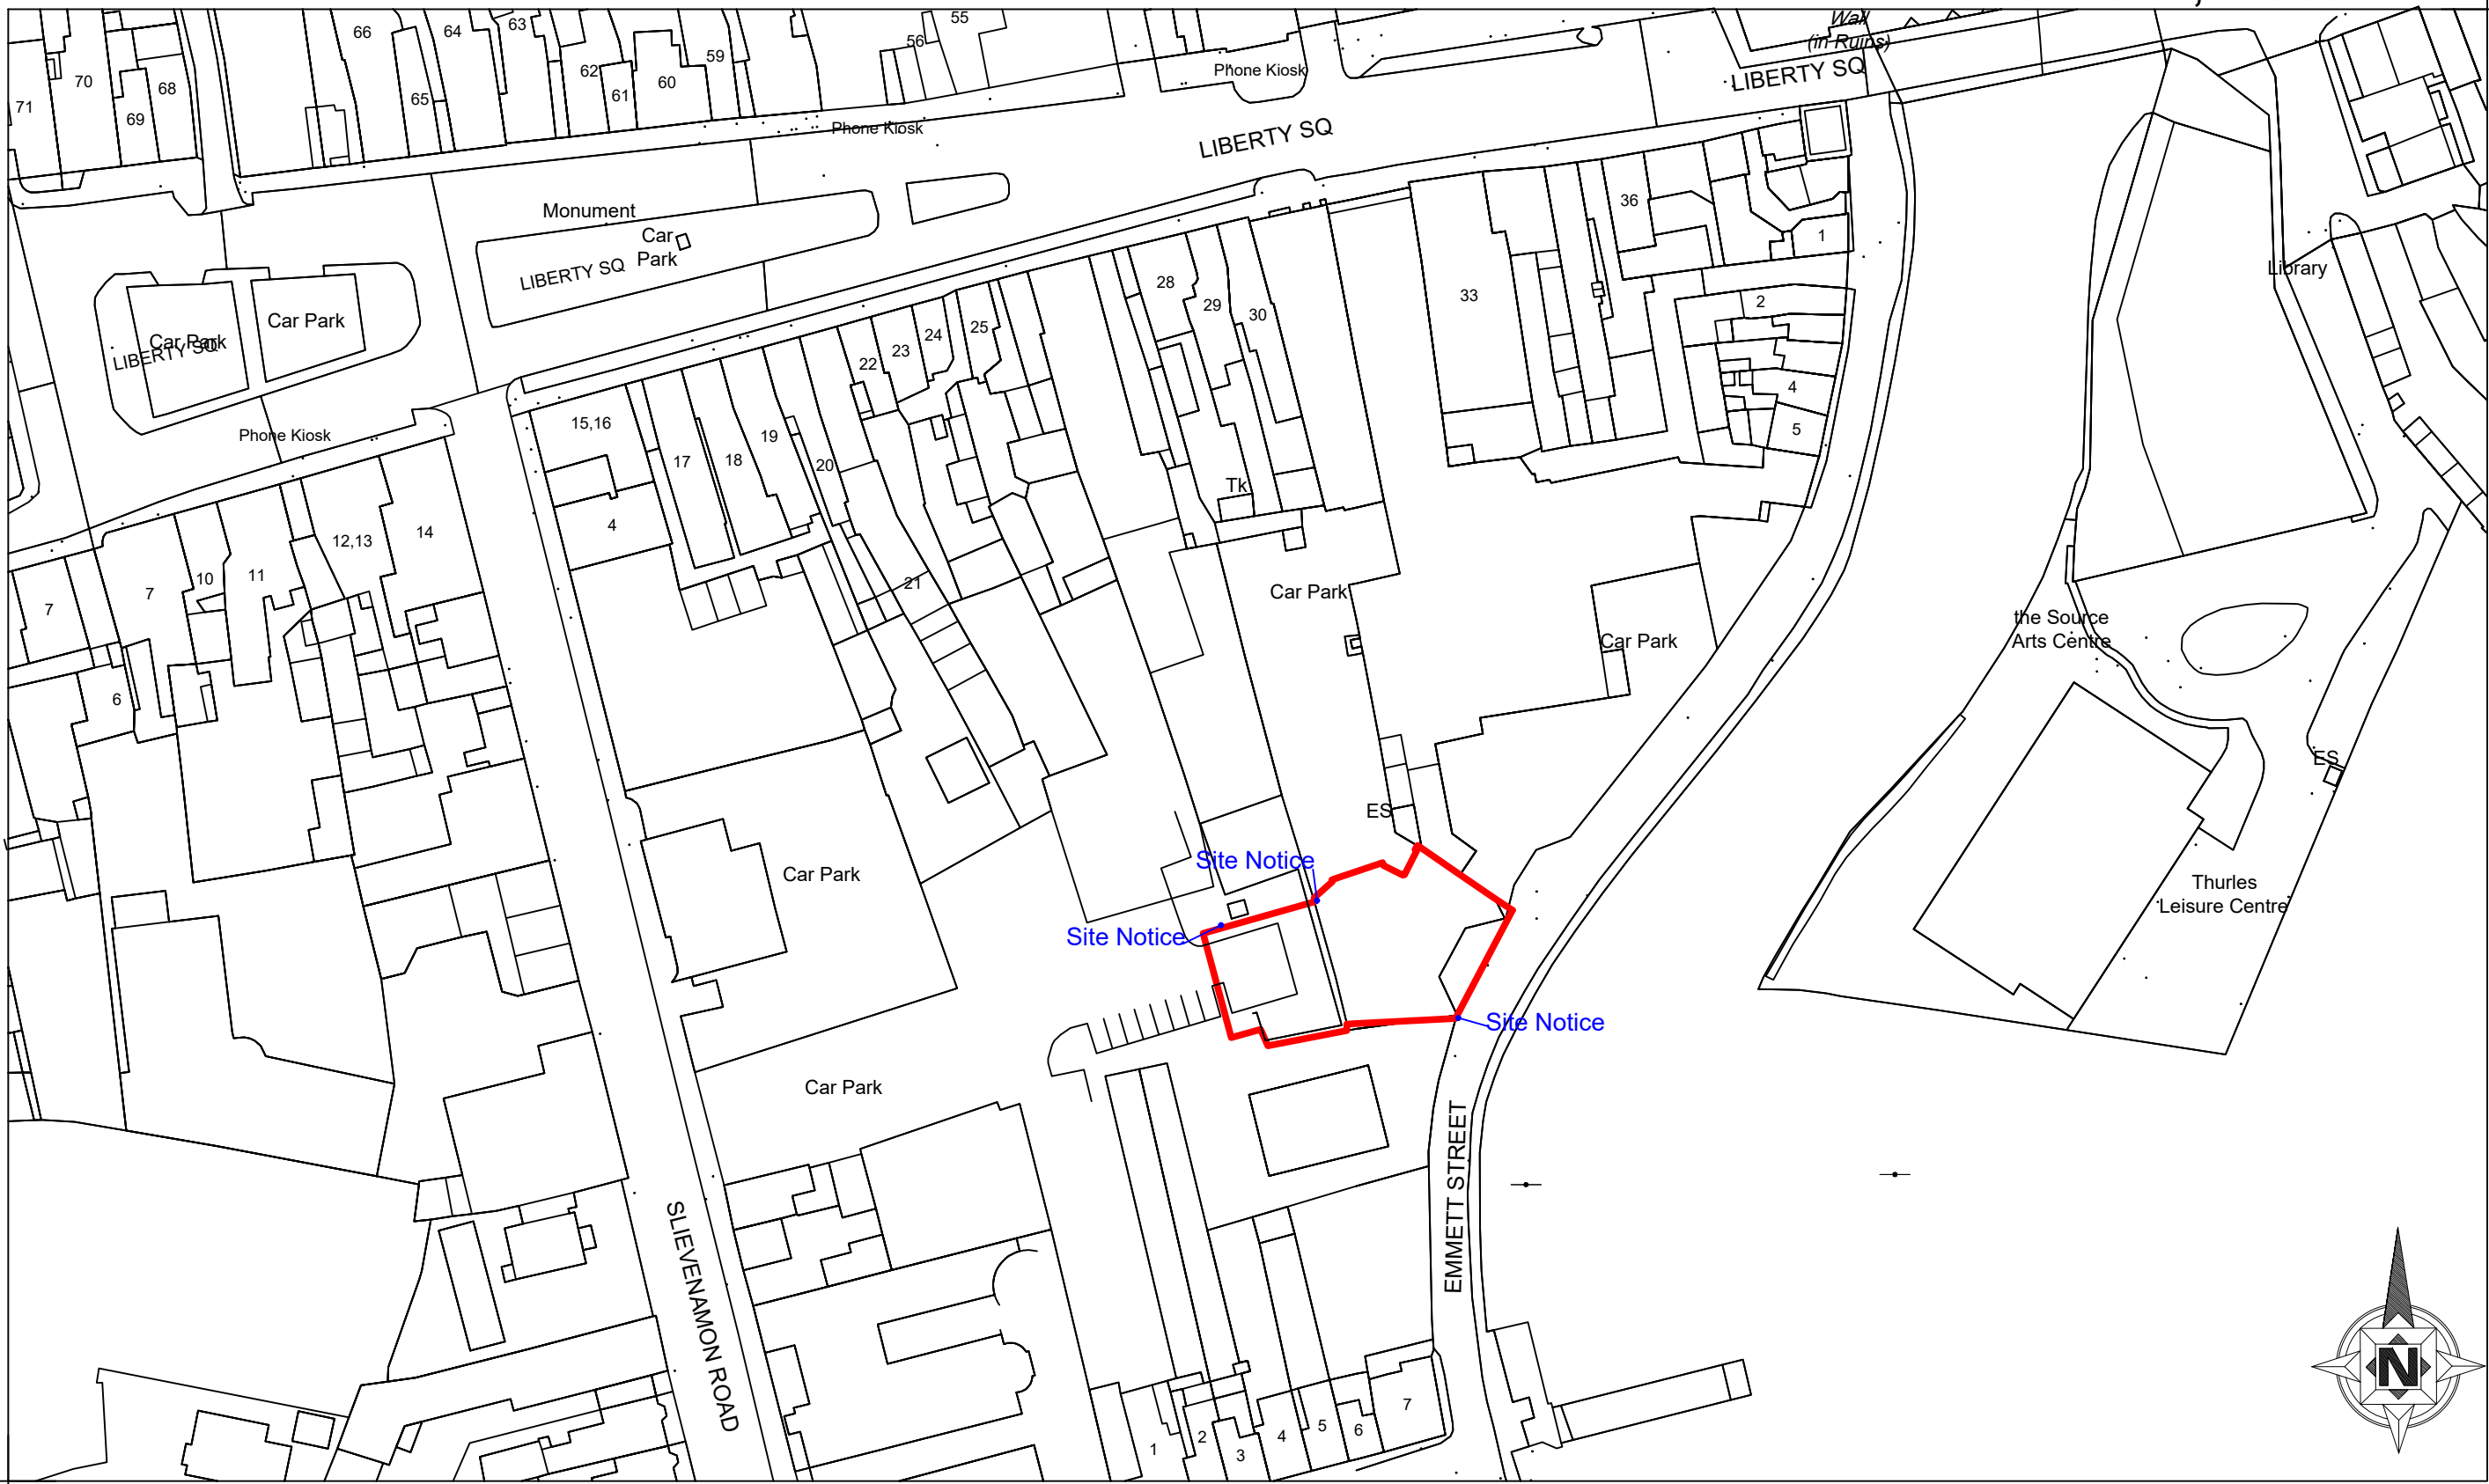 55
63
66
64
Wall
56
(in Ruins)
59
62
60
Phone Kiosk
LIBERTY SQ
70
68
61
65
71
69
Phone Kiosk
LIBERTY SQ
36
Monument
1
Car
Park
LIBERTY SQ
Library
28
33
2
29
30
Car Park
Car Park
LIBERTY SQ
25
24
23
22
4
15,16
5
Phone Kiosk
19
17
18
20
Tk
4
14
12,13
11
10
21
7
7
Car Park
the Source
Arts Centre
Car Park
6
ES
ES
Site Notice
Car Park
Thurles
Leisure Centre
Site Notice
Site Notice
Car Park
EMMETT STREET
SLIEVENAMON ROAD
N
7
5
6
4
2
1
3